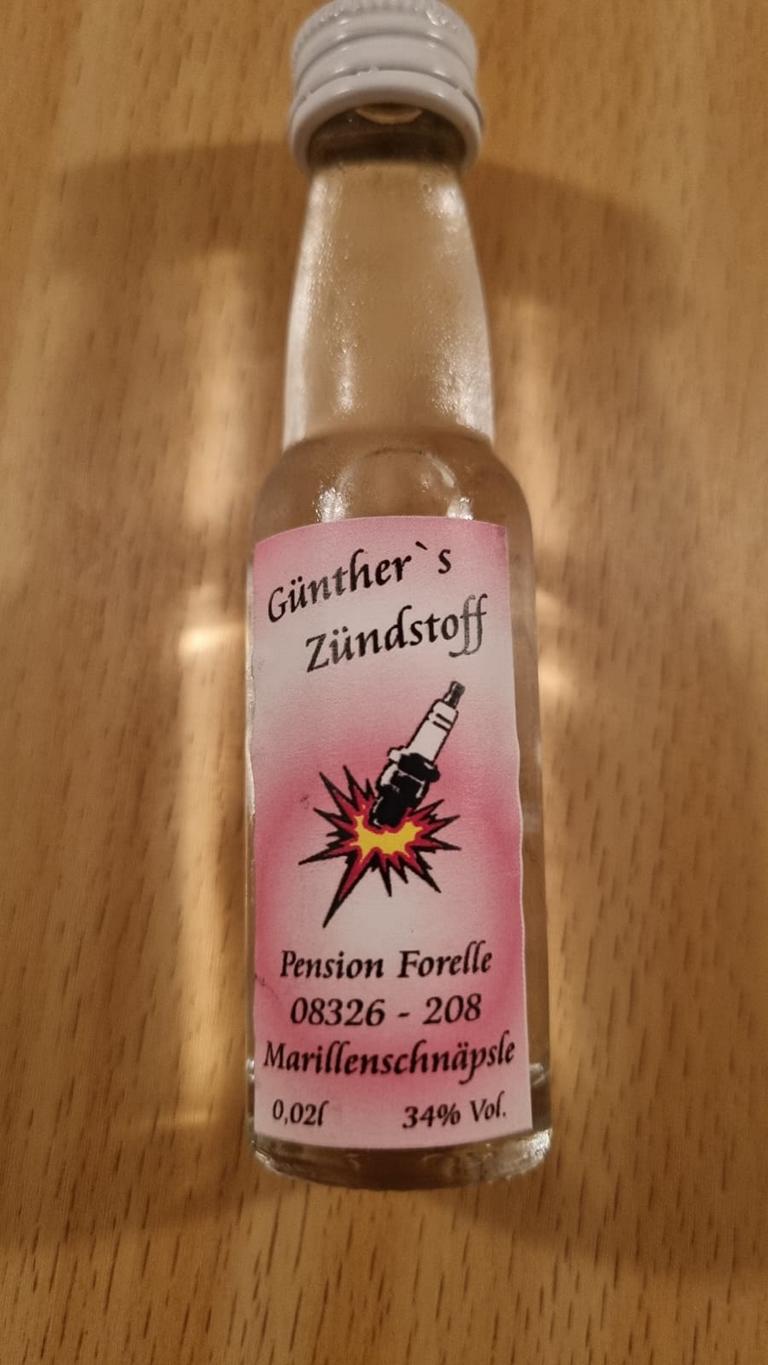 Günther`s
Zündstoff
Pension Forelle
08326 - 208
Marillenschnäpsle
0,02l 34% Vol.